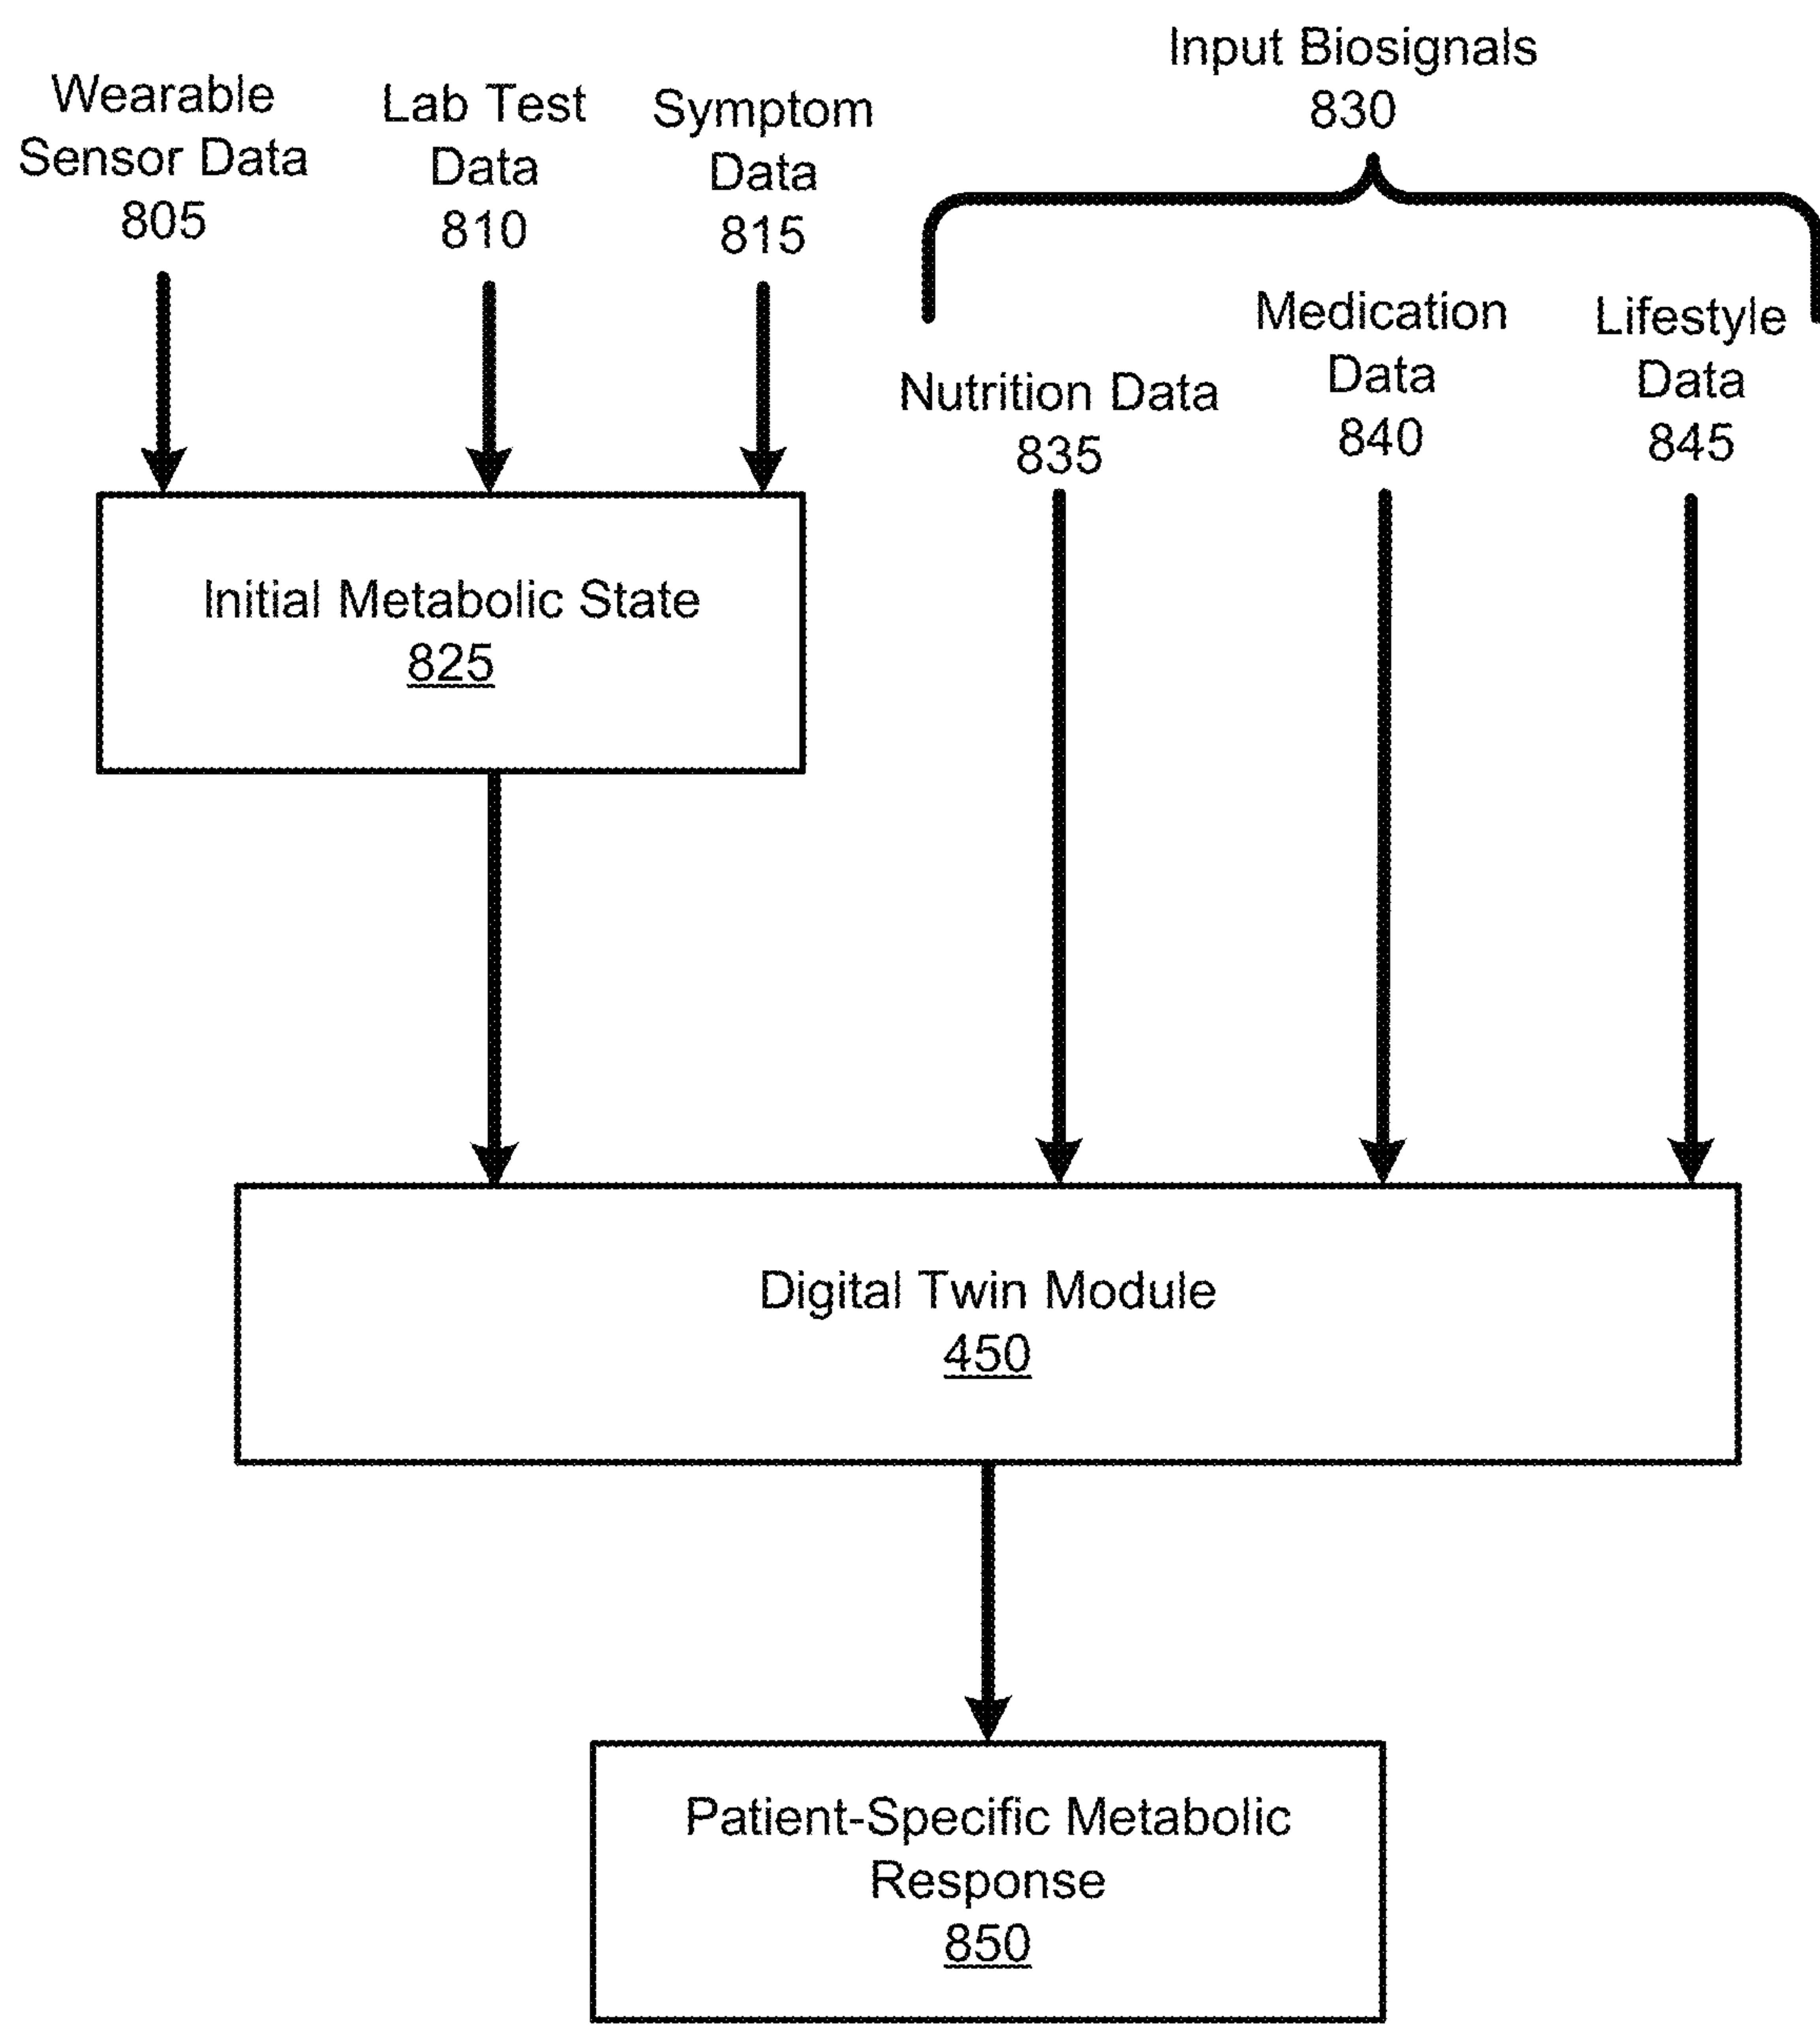 Wearable
Sensor Data
805
Lab Test
Data
810
Symptom
Data
815
Input Biosignals
830
Nutrition Data
835
Medication
Data
840
Lifestyle
Data
845
Initial Metabolic State
825
Digital Twin Module
450
Patient-Specific Metabolic
Response
850